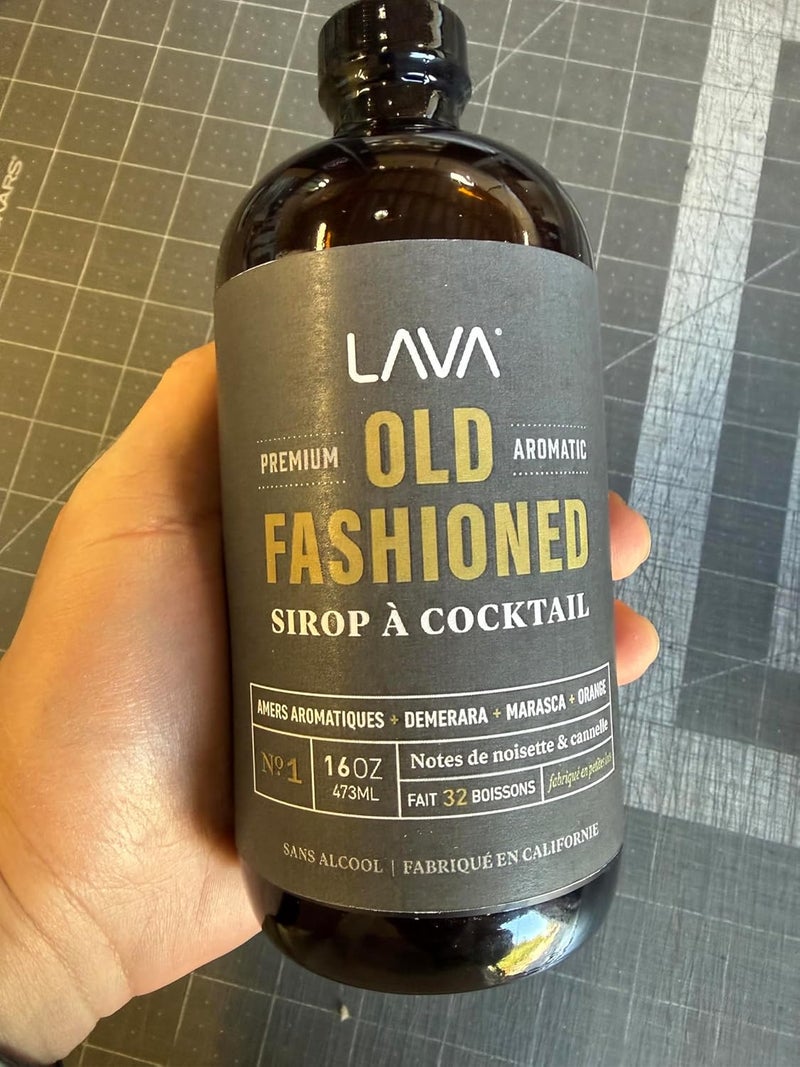 LAVA
PREMIUM OLD AROMATIC
FASHIONED
SIROP À COCKTAIL
AMERS AROMATIQUES + DEMERARA + MARASCA + ORANGE
Nº1
16 OZ
473ML
Notes de noisette & cannelle
FAIT 32 BOISSONS
fabriqué en petits lots
SANS ALCOOL | FABRIQUÉ EN CALIFORNIE